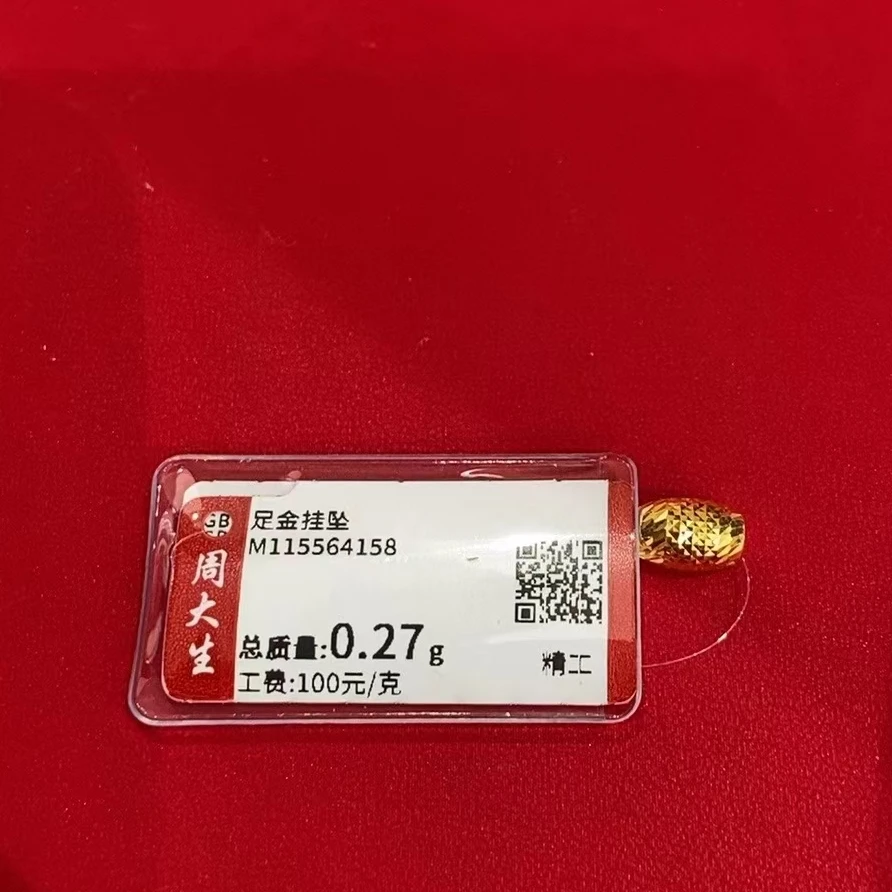 GB
周大生
足金挂坠
M115564158
总质量:0.27g
工费:100元/克
精工